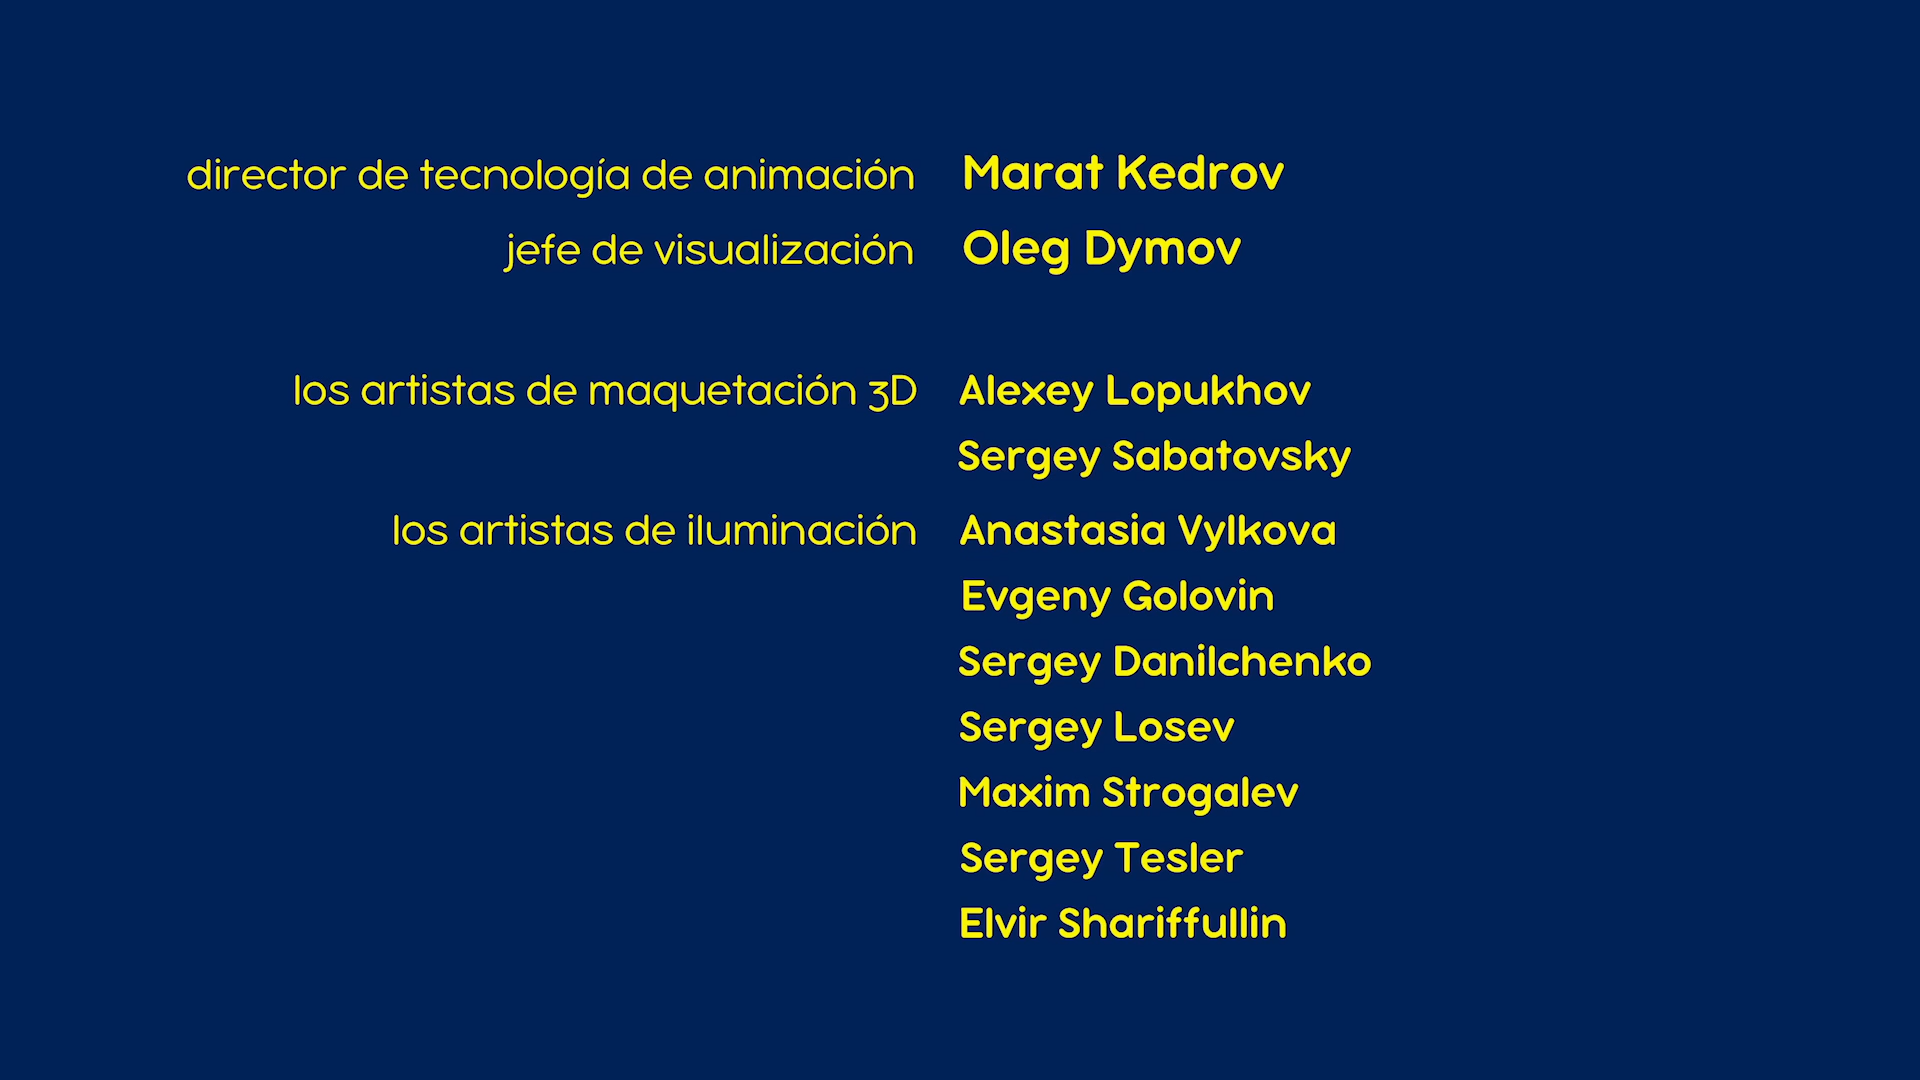 director de tecnología de animación Marat Kedrov
jefe de visualización Oleg Dymov
los artistas de maquetación 3D Alexey Lopukhov
Sergey Sabatovsky
los artistas de iluminación Anastasia Vylkova
Evgeny Golovin
Sergey Danilchenko
Sergey Losev
Maxim Strogalev
Sergey Tesler
Elvir Shariffullin